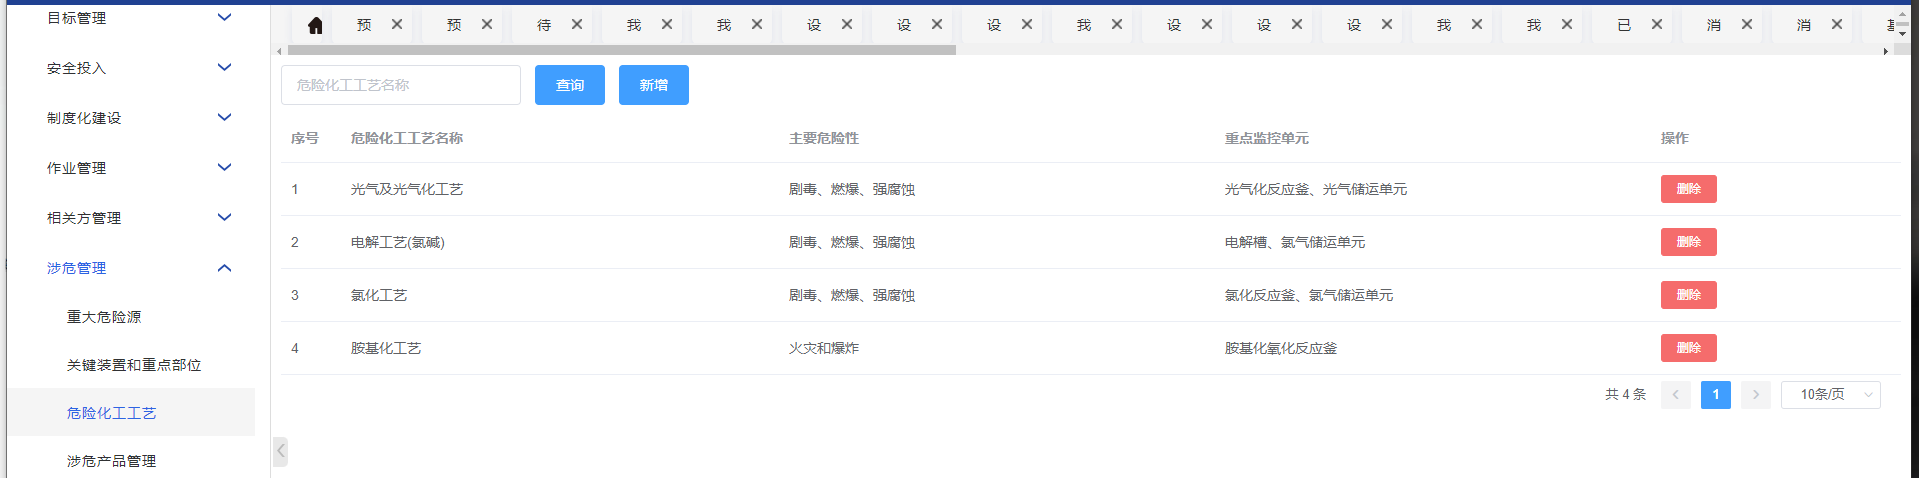 目标管理
安全投入
制度化建设
作业管理
相关方管理
涉危管理
重大危险源
关键装置和重点部位
危险化工工艺
涉危产品管理
预 预 待 我 我 设 设 设 我 设 设 设 我 我 已 消 消
危险化工工艺名称 查询 新增
序号 危险化工工艺名称 主要危险性 重点监控单元 操作
1 光气及光气化工艺 剧毒、燃爆、强腐蚀 光气化反应釜、光气储运单元 删除
2 电解工艺(氯碱) 剧毒、燃爆、强腐蚀 电解槽、氯气储运单元 删除
3 氯化工艺 剧毒、燃爆、强腐蚀 氯化反应釜、氯气储运单元 删除
4 胺基化工艺 火灾和爆炸 胺基化氧化反应釜 删除
共 4 条 1 10条/页